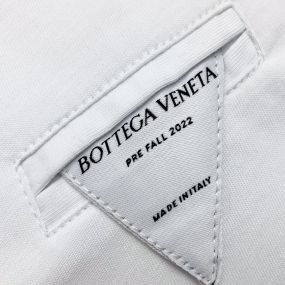 BOTTEGA VENETA
PRE FALL 2022
MADE IN ITALY